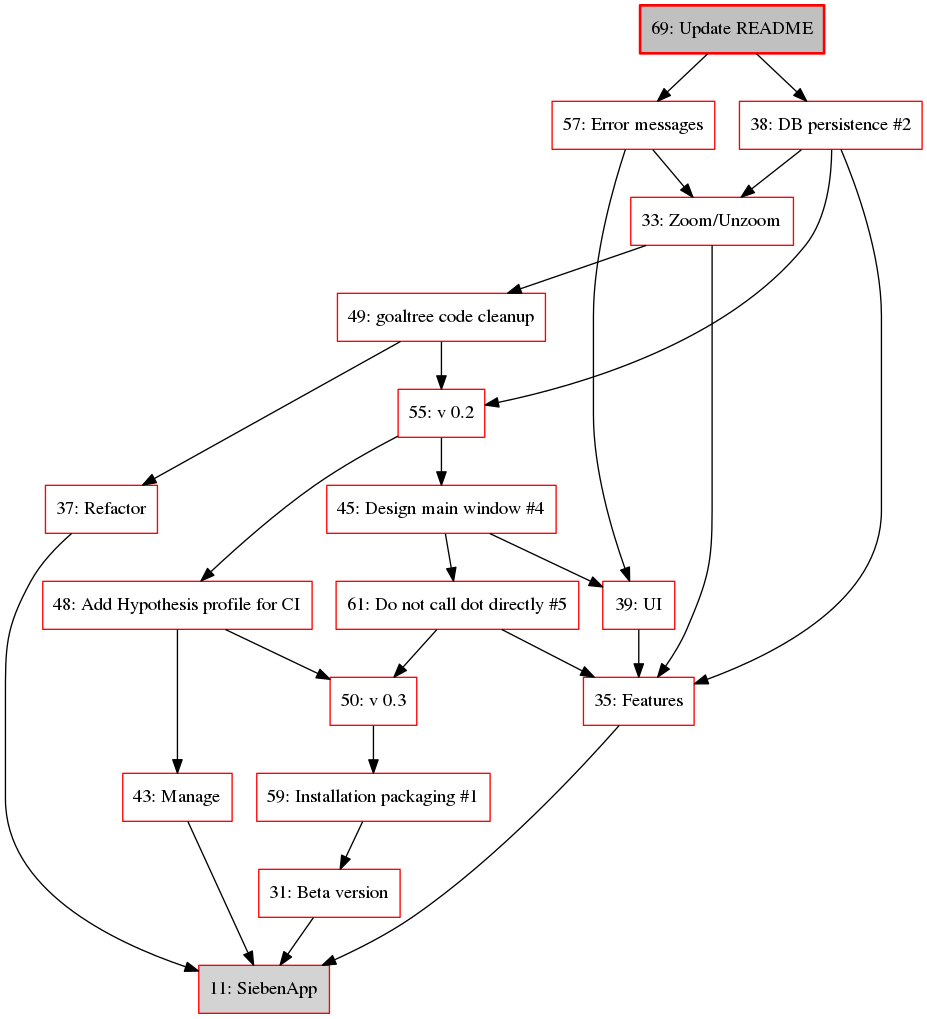 69: Update README
57: Error messages
38: DB persistence #2
33: Zoom/Unzoom
49: goaltree code cleanup
55: v 0.2
37: Refactor
45: Design main window #4
48: Add Hypothesis profile for CI
61: Do not call dot directly #5
39: UI
50: v 0.3
35: Features
43: Manage
59: Installation packaging #1
31: Beta version
11: SiebenApp